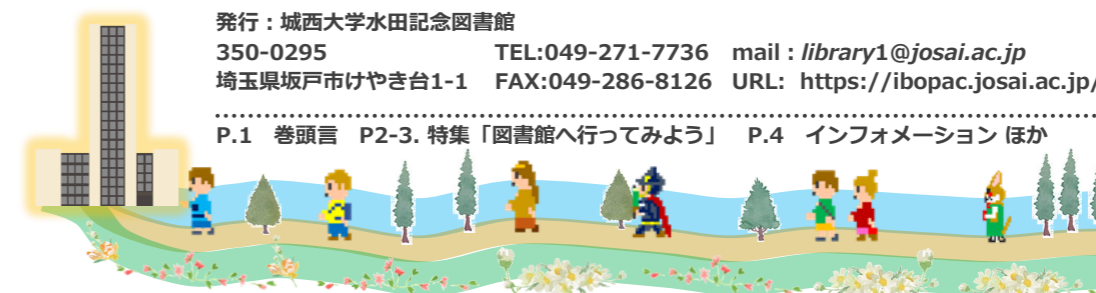 発行：城西大学水田記念図書館
350-0295 TEL:049-271-7736 mail：library1@josai.ac.jp
埼玉県坂戸市けやき台1-1 FAX:049-286-8126 URL: https://ibopac.josai.ac.jp/
P.1 巻頭言 P2-3. 特集「図書館へ行ってみよう」 P.4 インフォメーション ほか